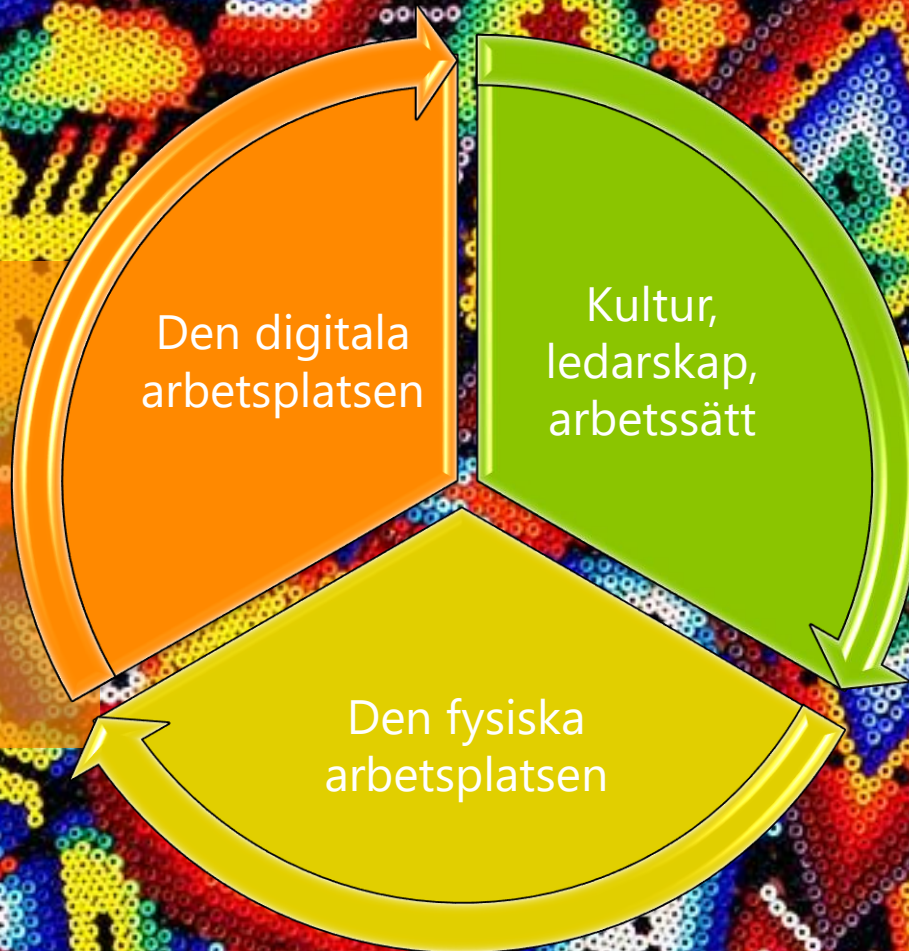 Den digitala
arbetsplatsen
Kultur,
ledarskap,
arbetssätt
Den fysiska
arbetsplatsen